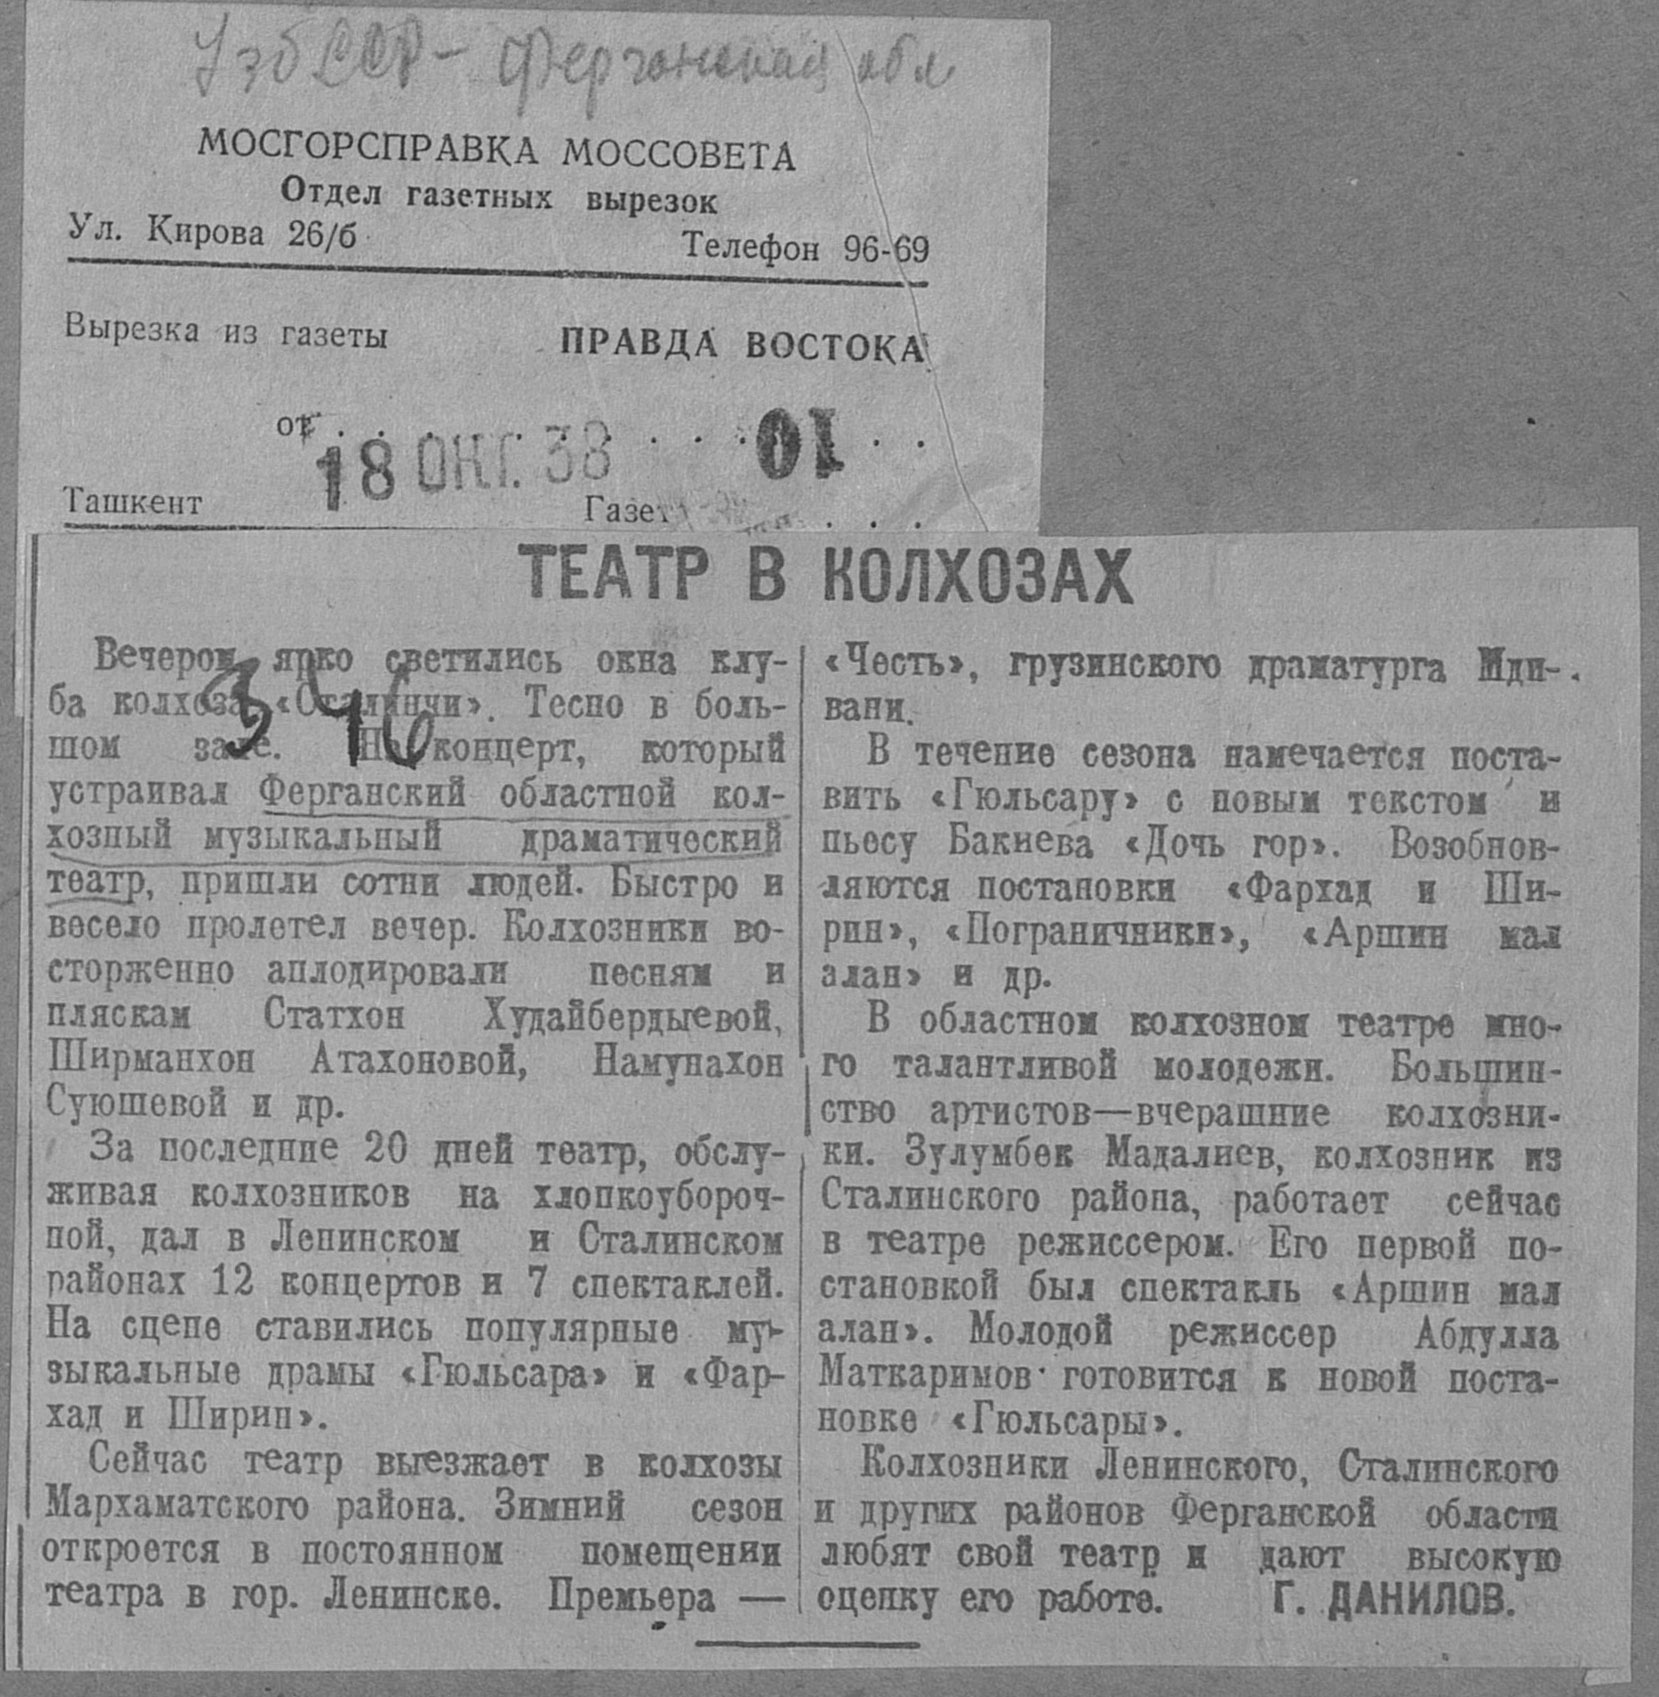 УзбССР - Ферганская обл
МОСГОРСПРАВКА МОССОВЕТА
Отдел газетных вырезок
Ул. Кирова 26/б Телефон 96-69
Вырезка из газеты ПРАВДА ВОСТОКА
от 18 ОКТ. 38 10
Ташкент Газет
ТЕАТР В КОЛХОЗАХ
346
Вечером ярко светились окна клу-
ба колхоза «Сталинчи». Тесно в боль-
шом зале. На концерт, который
устраивал Ферганский областной кол-
хозный музыкальный драматический
театр, пришли сотни людей. Быстро и
весело пролетел вечер. Колхозники во-
сторженно аплодировали песням и
пляскам Статхон Худайбердыевой,
Ширманхон Атахоновой, Намунахон
Суюшевой и др.
За последние 20 дней театр, обслу-
живая колхозников на хлопкоубороч-
ной, дал в Ленинском и Сталинском
районах 12 концертов и 7 спектаклей.
На сцене ставились популярные му-
зыкальные драмы «Гюльсара» и «Фар-
хад и Ширин».
Сейчас театр выезжает в колхозы
Мархаматского района. Зимний сезон
откроется в постоянном помещении
театра в гор. Ленинске. Премьера —
«Честь», грузинского драматурга Мди-
вани.
В течение сезона намечается поста-
вить «Гюльсару» с новым текстом и
пьесу Бакиева «Дочь гор». Возобнов-
ляются постановки «Фархад и Ши-
рин», «Пограничники», «Аршин мал
алан» и др.
В областном колхозном театре мно-
го талантливой молодежи. Большин-
ство артистов—вчерашние колхозни-
ки. Зулумбек Мадалиев, колхозник из
Сталинского района, работает сейчас
в театре режиссером. Его первой по-
становкой был спектакль «Аршин мал
алан». Молодой режиссер Абдулла
Маткаримов готовится к новой поста-
новке «Гюльсары».
Колхозники Ленинского, Сталинского
и других районов Ферганской области
любят свой театр и дают высокую
оценку его работе. Г. ДАНИЛОВ.